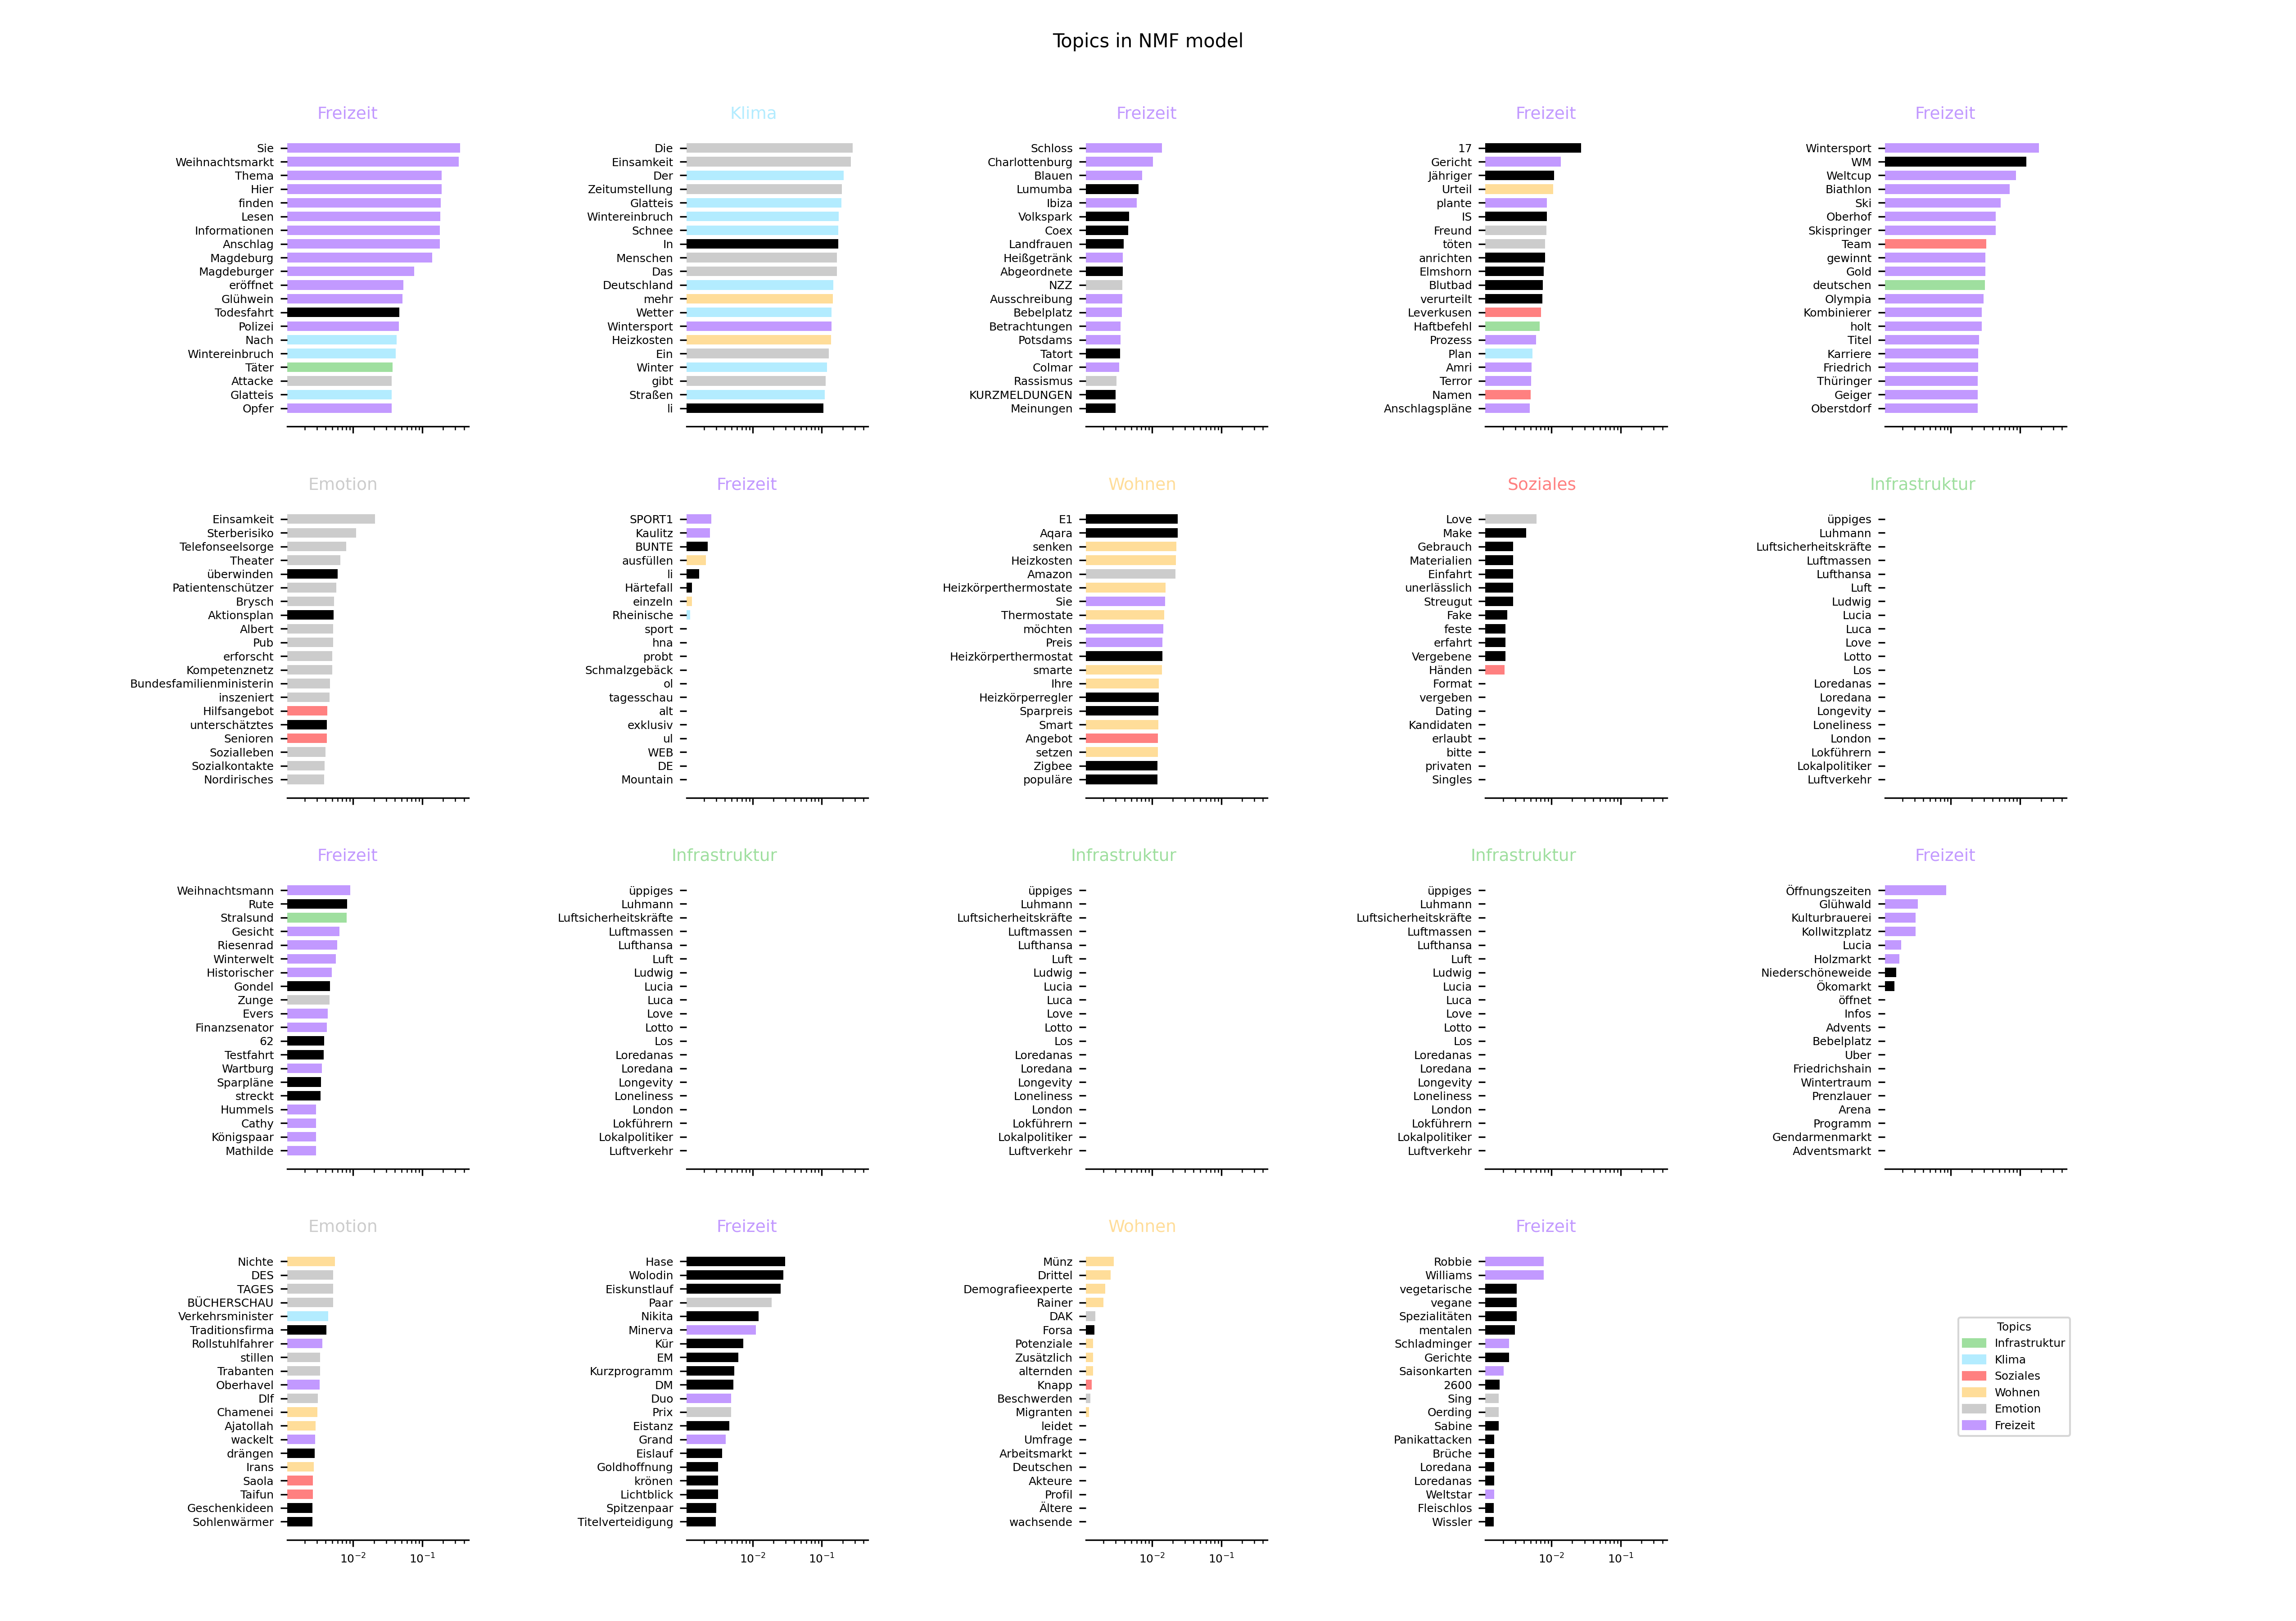 Topics in NMF model
Freizeit
Sie
Weihnachtsmarkt
Thema
Hier
finden
Lesen
Informationen
Anschlag
Magdeburg
Magdeburger
eröffnet
Glühwein
Todesfahrt
Polizei
Nach
Wintereinbruch
Täter
Attacke
Glatteis
Opfer
Klima
Die
Einsamkeit
Der
Zeitumstellung
Glatteis
Wintereinbruch
Schnee
In
Menschen
Das
Deutschland
mehr
Wetter
Wintersport
Heizkosten
Ein
Winter
gibt
Straßen
li
Freizeit
Schloss
Charlottenburg
Blauen
Lumumba
Ibiza
Volkspark
Coex
Landfrauen
Heißgetränk
Abgeordnete
NZZ
Ausschreibung
Bebelplatz
Betrachtungen
Potsdams
Tatort
Colmar
Rassismus
KURZMELDUNGEN
Meinungen
Freizeit
17
Gericht
Jähriger
Urteil
plante
IS
Freund
töten
anrichten
Elmshorn
Blutbad
verurteilt
Leverkusen
Haftbefehl
Prozess
Plan
Amri
Terror
Namen
Anschlagspläne
Freizeit
Wintersport
WM
Weltcup
Biathlon
Ski
Oberhof
Skispringer
Team
gewinnt
Gold
deutschen
Olympia
Kombinierer
holt
Titel
Karriere
Friedrich
Thüringer
Geiger
Oberstdorf
Emotion
Einsamkeit
Sterberisiko
Telefonseelsorge
Theater
überwinden
Patientenschützer
Brysch
Aktionsplan
Albert
Pub
erforscht
Kompetenznetz
Bundesfamilienministerin
inszeniert
Hilfsangebot
unterschätztes
Senioren
Sozialleben
Sozialkontakte
Nordirisches
Freizeit
SPORT1
Kaulitz
BUNTE
ausfüllen
li
Härtefall
einzeln
Rheinische
sport
hna
probt
Schmalzgebäck
ol
tagesschau
alt
exklusiv
ul
WEB
DE
Mountain
Wohnen
E1
Aqara
senken
Heizkosten
Amazon
Heizkörperthermostate
Sie
Thermostate
möchten
Preis
Heizkörperthermostat
smarte
Ihre
Heizkörperregler
Sparpreis
Smart
Angebot
setzen
Zigbee
populäre
Soziales
Love
Make
Gebrauch
Materialien
Einfahrt
unerlässlich
Streugut
Fake
feste
erfahrt
Vergebene
Händen
Format
vergeben
Dating
Kandidaten
erlaubt
bitte
privaten
Singles
Infrastruktur
üppiges
Luhmann
Luftsicherheitskräfte
Luftmassen
Lufthansa
Luft
Ludwig
Lucia
Luca
Love
Lotto
Los
Loredanas
Loredana
Longevity
Loneliness
London
Lokführern
Lokalpolitiker
Luftverkehr
Freizeit
Weihnachtsmann
Rute
Stralsund
Gesicht
Riesenrad
Winterwelt
Historischer
Gondel
Zunge
Evers
Finanzsenator
62
Testfahrt
Wartburg
Sparpläne
streckt
Hummels
Cathy
Königspaar
Mathilde
Infrastruktur
üppiges
Luhmann
Luftsicherheitskräfte
Luftmassen
Lufthansa
Luft
Ludwig
Lucia
Luca
Love
Lotto
Los
Loredanas
Loredana
Longevity
Loneliness
London
Lokführern
Lokalpolitiker
Luftverkehr
Infrastruktur
üppiges
Luhmann
Luftsicherheitskräfte
Luftmassen
Lufthansa
Luft
Ludwig
Lucia
Luca
Love
Lotto
Los
Loredanas
Loredana
Longevity
Loneliness
London
Lokführern
Lokalpolitiker
Luftverkehr
Infrastruktur
üppiges
Luhmann
Luftsicherheitskräfte
Luftmassen
Lufthansa
Luft
Ludwig
Lucia
Luca
Love
Lotto
Los
Loredanas
Loredana
Longevity
Loneliness
London
Lokführern
Lokalpolitiker
Luftverkehr
Freizeit
Öffnungszeiten
Glühwald
Kulturbrauerei
Kollwitzplatz
Lucia
Holzmarkt
Niederschöneweide
Ökomarkt
öffnet
Infos
Advents
Bebelplatz
Uber
Friedrichshain
Wintertraum
Prenzlauer
Arena
Programm
Gendarmenmarkt
Adventsmarkt
Emotion
Nichte
DES
TAGES
BÜCHERSCHAU
Verkehrsminister
Traditionsfirma
Rollstuhlfahrer
stillen
Trabanten
Oberhavel
Dlf
Chamenei
Ajatollah
wackelt
drängen
Irans
Saola
Taifun
Geschenkideen
Sohlenwärmer
10⁻² 10⁻¹
Freizeit
Hase
Wolodin
Eiskunstlauf
Paar
Nikita
Minerva
Kür
EM
Kurzprogramm
DM
Duo
Prix
Eistanz
Grand
Eislauf
Goldhoffnung
krönen
Lichtblick
Spitzenpaar
Titelverteidigung
10⁻² 10⁻¹
Wohnen
Münz
Drittel
Demografieexperte
Rainer
DAK
Forsa
Potenziale
Zusätzlich
alternden
Knapp
Beschwerden
Migranten
leidet
Umfrage
Arbeitsmarkt
Deutschen
Akteure
Profil
Ältere
wachsende
10⁻² 10⁻¹
Freizeit
Robbie
Williams
vegetarische
vegane
Spezialitäten
mentalen
Schladminger
Gerichte
Saisonkarten
2600
Sing
Oerding
Sabine
Panikattacken
Brüche
Loredana
Loredanas
Weltstar
Fleischlos
Wissler
10⁻² 10⁻¹
Topics
Infrastruktur
Klima
Soziales
Wohnen
Emotion
Freizeit